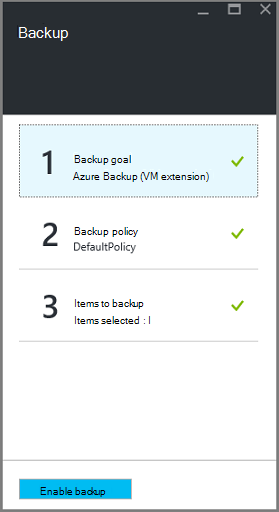 Backup
1
Backup goal
Azure Backup (VM extension)
2
Backup policy
DefaultPolicy
3
Items to backup
Items selected : I
Enable backup